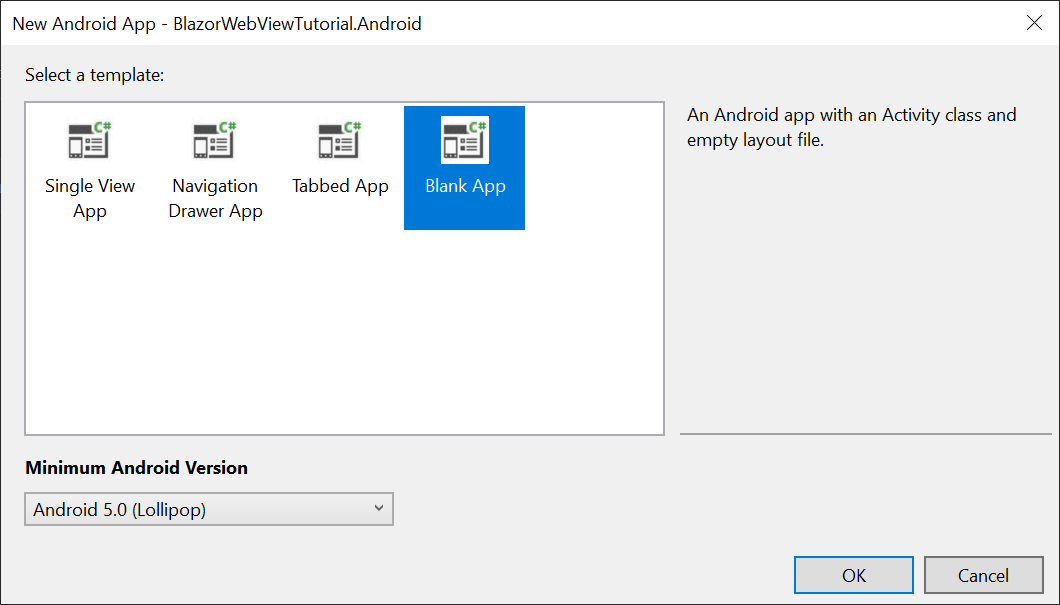 New Android App - BlazorWebViewTutorial.Android
Select a template:
C#
Single View
App
C#
Navigation
Drawer App
C#
Tabbed App
C#
Blank App
An Android app with an Activity class and
empty layout file.
Minimum Android Version
Android 5.0 (Lollipop)
OK
Cancel